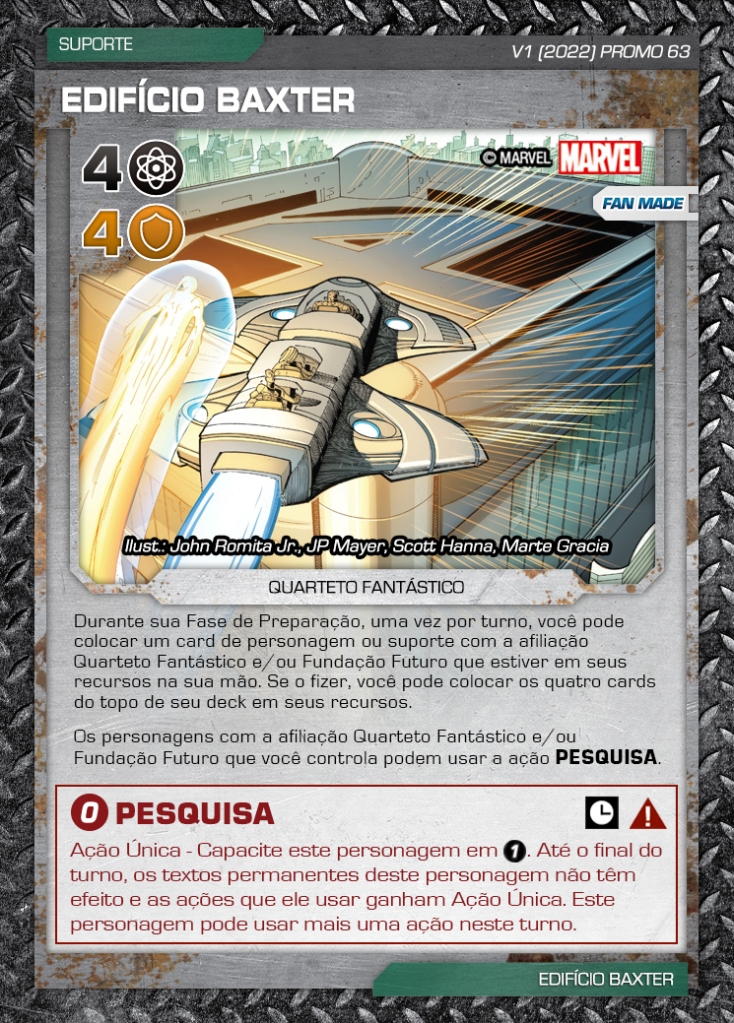 SUPORTE
V1 (2022) PROMO 63
EDIFÍCIO BAXTER
4
© MARVEL MARVEL
4
FAN MADE
Ilust.: John Romita Jr., JP Mayer, Scott Hanna, Marte Gracia
QUARTETO FANTÁSTICO
Durante sua Fase de Preparação, uma vez por turno, você pode
colocar um card de personagem ou suporte com a afiliação
Quarteto Fantástico e/ou Fundação Futuro que estiver em seus
recursos na sua mão. Se o fizer, você pode colocar os quatro cards
do topo de seu deck em seus recursos.
Os personagens com a afiliação Quarteto Fantástico e/ou
Fundação Futuro que você controla podem usar a ação PESQUISA.
0 PESQUISA
Ação Única - Capacite este personagem em 1. Até o final do
turno, os textos permanentes deste personagem não têm
efeito e as ações que ele usar ganham Ação Única. Este
personagem pode usar mais uma ação neste turno.
EDIFÍCIO BAXTER